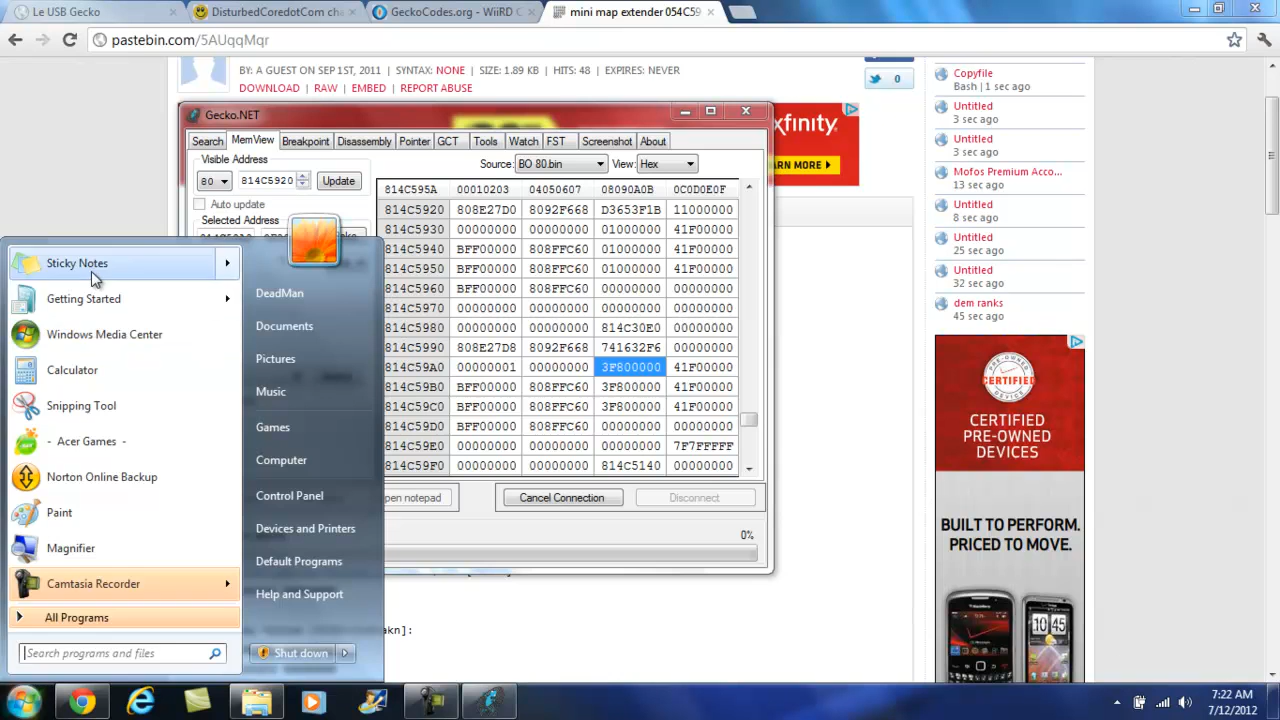 Le USB Gecko
DisturbedCoredotCom cha
GeckoCodes.org - WiiRD C
mini map extender 054C59
pastebin.com/5AUqqMqr
BY: A GUEST ON SEP 1ST, 2011 | SYNTAX: NONE | SIZE: 1.89 KB | HITS: 48 | EXPIRES: NEVER
DOWNLOAD | RAW | EMBED | REPORT ABUSE
0
Copyfile
Bash | 1 sec ago
Untitled
3 sec ago
Untitled
3 sec ago
Mofos Premium Acco...
13 sec ago
Untitled
8 sec ago
Untitled
25 sec ago
Untitled
32 sec ago
dem ranks
45 sec ago
xfinity
ARN MORE
Gecko.NET
Search MemView Breakpoint Disassembly Pointer GCT Tools Watch FST Screenshot About
Visible Address
80 814C5920 Update
Auto update
Selected Address
Source: BO 80.bin View: Hex
814C595A 00010203 04050607 08090A0B 0C0D0E0F
814C5920 808E27D0 8092F668 D3653F1B 11000000
814C5930 00000000 00000000 01000000 41F00000
814C5940 BFF00000 808FFC60 01000000 41F00000
814C5950 BFF00000 808FFC60 01000000 41F00000
814C5960 BFF00000 808FFC60 00000000 00000000
814C5970 00000000 00000000 00000000 00000000
814C5980 00000000 00000000 814C30E0 00000000
814C5990 808E27D8 8092F668 741632F6 00000000
814C59A0 00000001 00000000 3F800000 41F00000
814C59B0 BFF00000 808FFC60 3F800000 41F00000
814C59C0 BFF00000 808FFC60 3F800000 41F00000
814C59D0 BFF00000 808FFC60 00000000 00000000
814C59E0 00000000 00000000 00000000 7F7FFFFF
814C59F0 00000000 00000000 814C5140 00000000
pen notepad
Cancel Connection
Disconnect
0%
akn]:
Sticky Notes
Getting Started
Windows Media Center
Calculator
Snipping Tool
- Acer Games -
Norton Online Backup
Paint
Magnifier
Camtasia Recorder
All Programs
Search programs and files
DeadMan
Documents
Pictures
Music
Games
Computer
Control Panel
Devices and Printers
Default Programs
Help and Support
Shut down
CERTIFIED
CERTIFIED
PRE-OWNED
DEVICES
BUILT TO PERFORM.
PRICED TO MOVE.
7:22 AM
7/12/2012